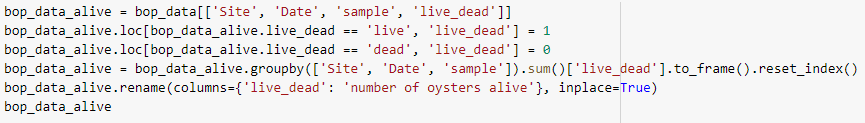 bop_data_alive = bop_data[['Site', 'Date', 'sample', 'live_dead']]
bop_data_alive.loc[bop_data_alive.live_dead == 'live', 'live_dead'] = 1
bop_data_alive.loc[bop_data_alive.live_dead == 'dead', 'live_dead'] = 0
bop_data_alive = bop_data_alive.groupby(['Site', 'Date', 'sample']).sum()['live_dead'].to_frame().reset_index()
bop_data_alive.rename(columns={'live_dead': 'number of oysters alive'}, inplace=True)
bop_data_alive